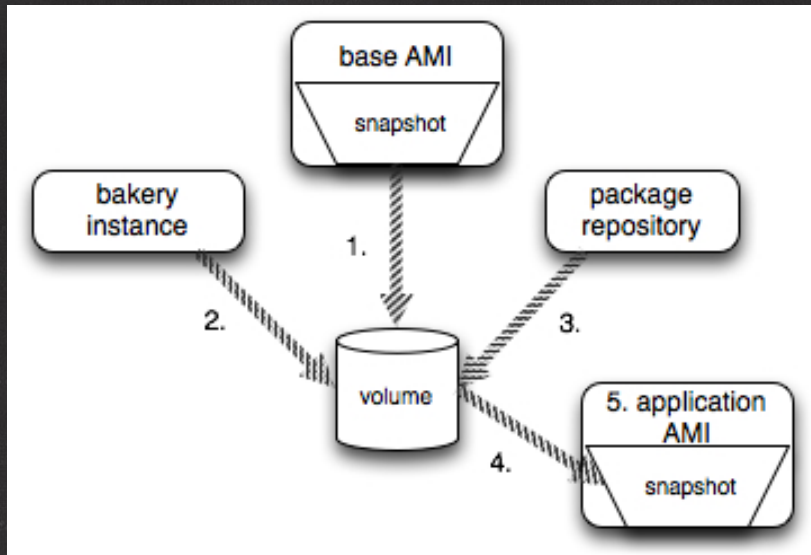 base AMI
snapshot
bakery
instance
package
repository
1.
2.
3.
volume
5. application
AMI
4.
snapshot